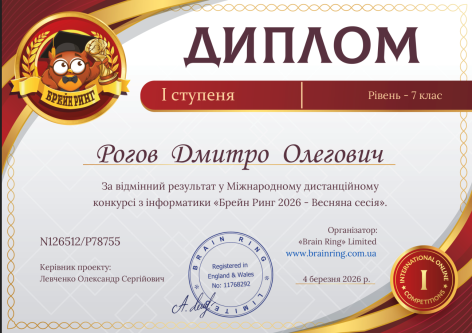 ДИПЛОМ
БРЕЙН РИНГ
I ступеня
Рівень - 7 клас
Рогов Дмитро Олегович
За відмінний результат у Міжнародному дистанційному
конкурсі з інформатики «Брейн Ринг 2026 - Весняна сесія».
N126512/P78755
Організатор:
«Brain Ring» Limited
www.brainring.com.ua
Керівник проекту:
Левченко Олександр Сергійович
BRAIN RING
Registered in
England & Wales
No: 11768292
LIMITED
4 березня 2026 р.
INTERNATIONAL ONLINE
I
COMPETITIONS